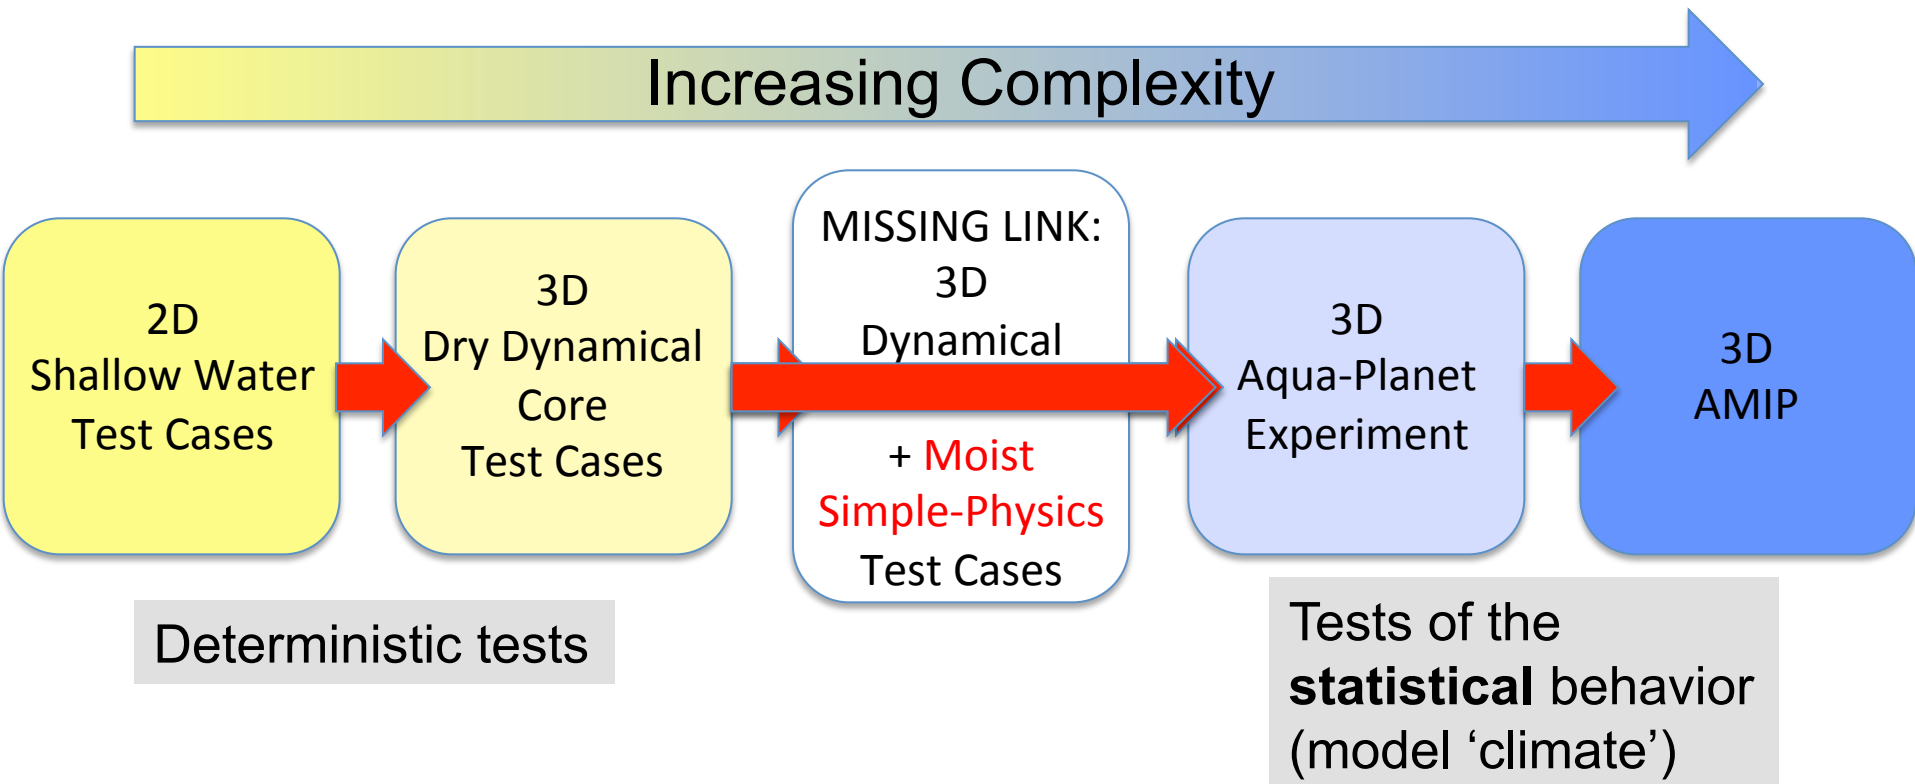 Increasing Complexity
2D
Shallow Water
Test Cases
3D
Dry Dynamical
Core
Test Cases
MISSING LINK:
3D
Dynamical
+ Moist
Simple-Physics
Test Cases
3D
Aqua-Planet
Experiment
3D
AMIP
Deterministic tests
Tests of the
statistical behavior
(model ‘climate’)